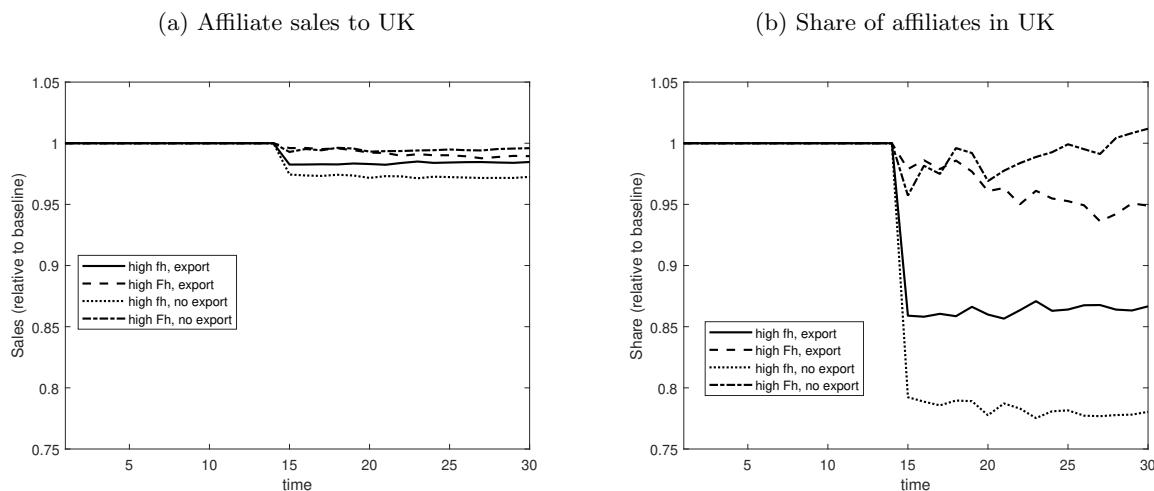 (a) Affiliate sales to UK
1.05
1
0.95
0.9
0.85
0.8
0.75
Sales (relative to baseline)
high fh, export
high Fh, export
high fh, no export
high Fh, no export
5 10 15 20 25 30
time
(b) Share of affiliates in UK
1.05
1
0.95
0.9
0.85
0.8
0.75
Share (relative to baseline)
high fh, export
high Fh, export
high fh, no export
high Fh, no export
5 10 15 20 25 30
time